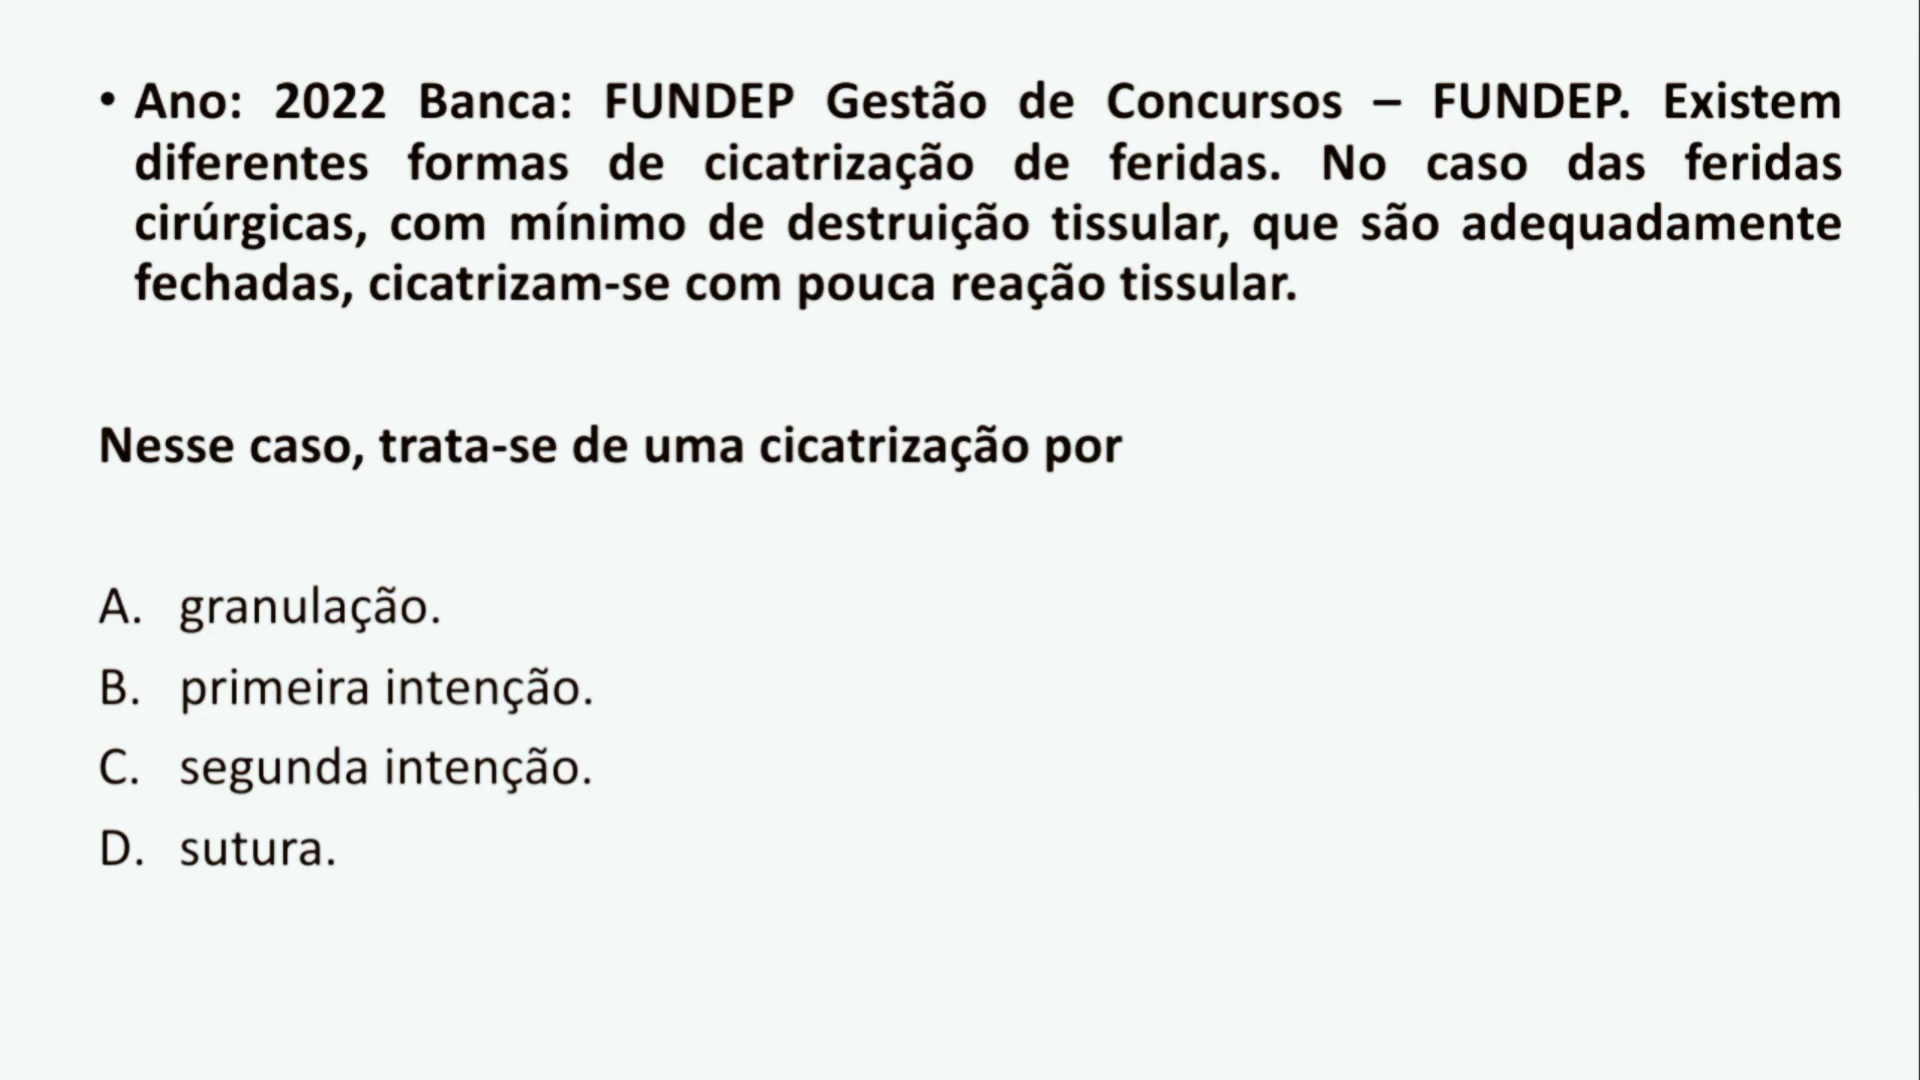 • Ano: 2022 Banca: FUNDEP Gestão de Concursos – FUNDEP. Existem
diferentes formas de cicatrização de feridas. No caso das feridas
cirúrgicas, com mínimo de destruição tissular, que são adequadamente
fechadas, cicatrizam-se com pouca reação tissular.
Nesse caso, trata-se de uma cicatrização por
A. granulação.
B. primeira intenção.
C. segunda intenção.
D. sutura.